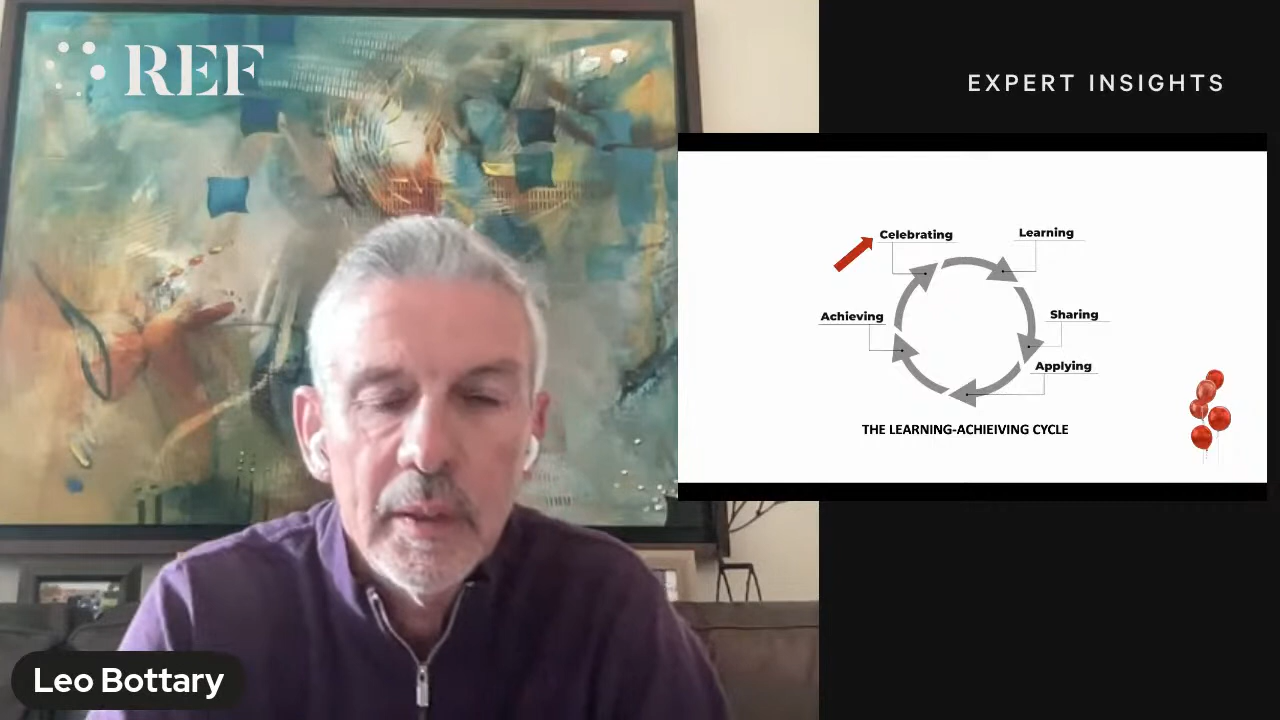 REF
EXPERT INSIGHTS
Celebrating
Learning
Achieving
Sharing
Applying
THE LEARNING-ACHIEIVING CYCLE
Leo Bottary